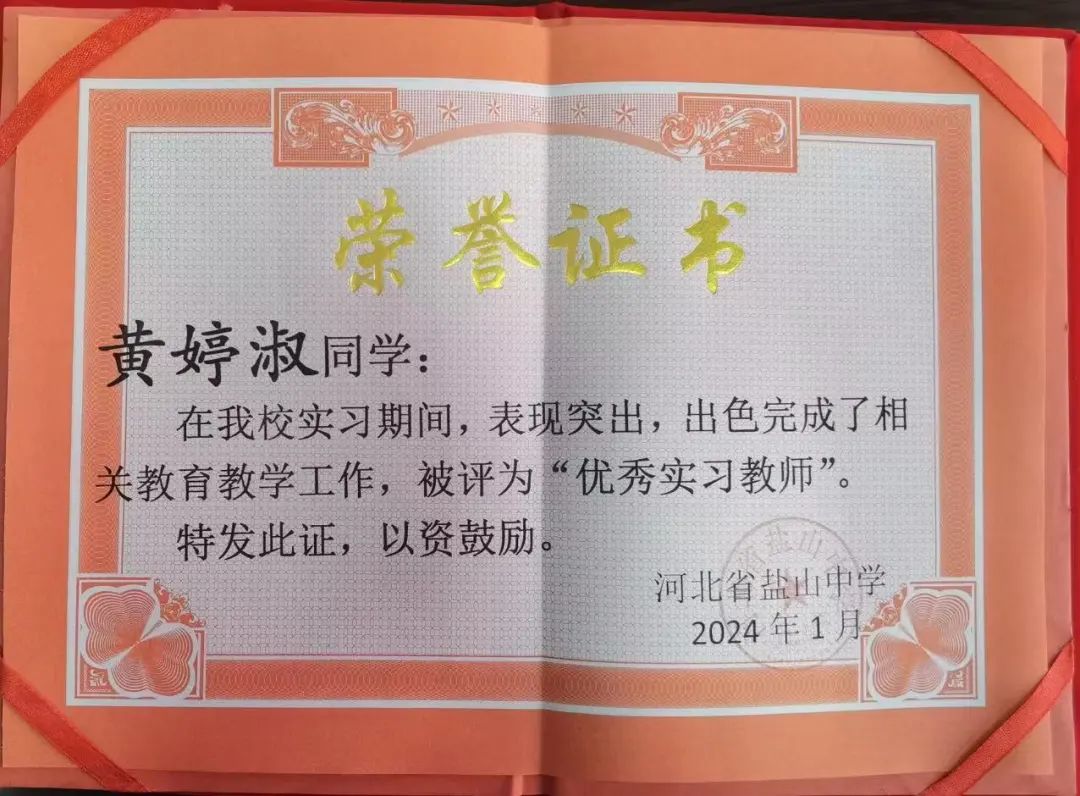 荣誉证书
黄婷淑同学：
在我校实习期间，表现突出，出色完成了相
关教育教学工作，被评为“优秀实习教师”。
特发此证，以资鼓励。
河北省盐山中学
2024年1月